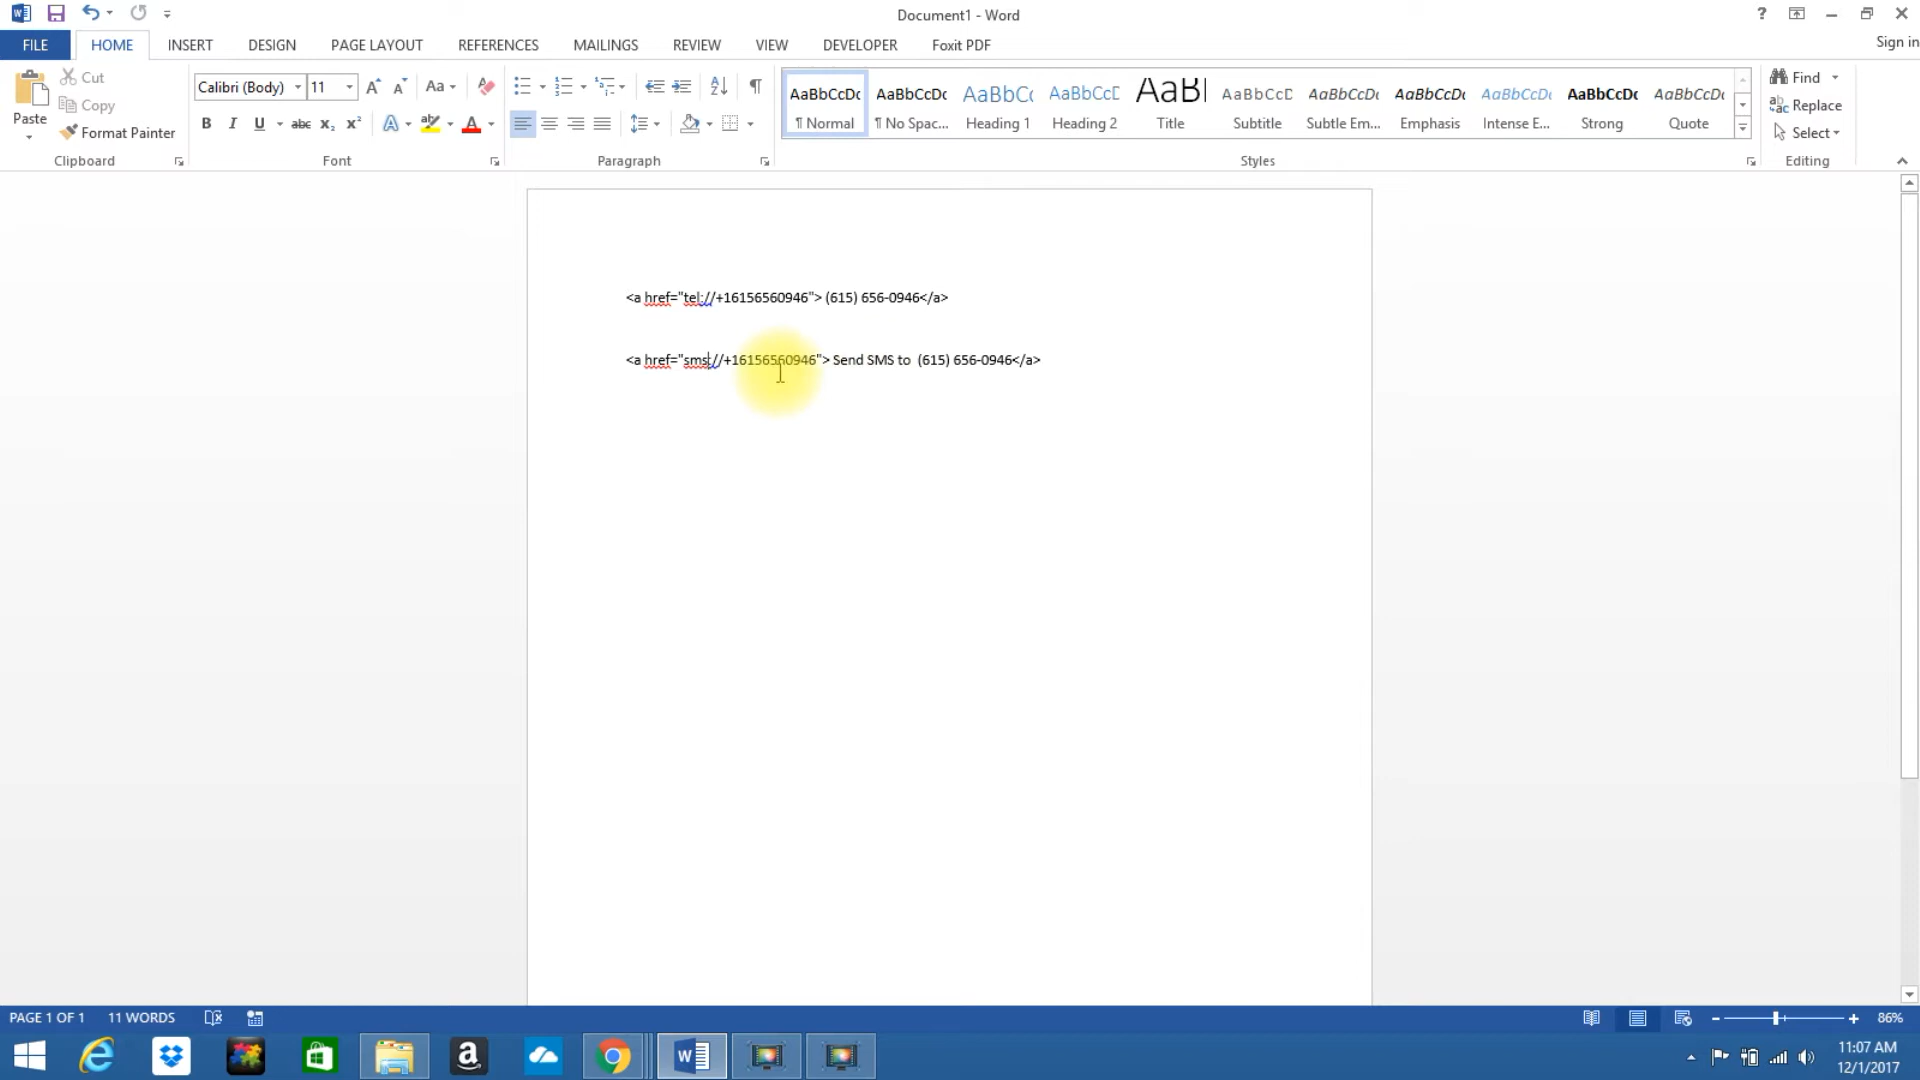 Document1 - Word
?
Sign in
FILE HOME INSERT DESIGN PAGE LAYOUT REFERENCES MAILINGS REVIEW VIEW DEVELOPER Foxit PDF
Paste
Cut
Copy
Format Painter
Clipboard
Calibri (Body) 11
Font
Paragraph
AaBbCcDc AaBbCcDc AaBbCc AaBbCcD AaBl AaBbCcD AaBbCcDc AaBbCcDc AaBbCcDc AaBbCcDc AaBbCcDc
¶ Normal ¶ No Spac... Heading 1 Heading 2 Title Subtitle Subtle Em... Emphasis Intense E... Strong Quote
Styles
Find
Replace
Select
Editing
<a href="tel://+16156560946"> (615) 656-0946</a>
<a href="sms://+16156560946"> Send SMS to  (615) 656-0946</a>
PAGE 1 OF 1 11 WORDS
86%
11:07 AM
12/1/2017